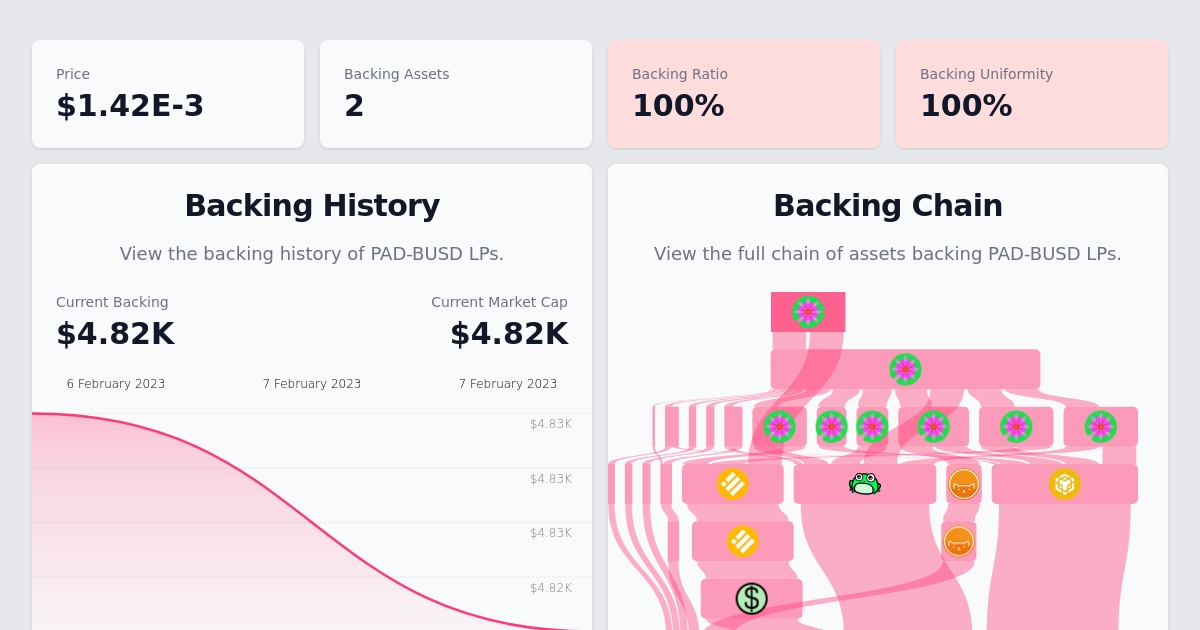 Price
$1.42E-3
Backing Assets
2
Backing Ratio
100%
Backing Uniformity
100%
Backing History
View the backing history of PAD-BUSD LPs.
Current Backing
$4.82K
Current Market Cap
$4.82K
6 February 2023
7 February 2023
7 February 2023
$4.83K
$4.83K
$4.83K
$4.82K
Backing Chain
View the full chain of assets backing PAD-BUSD LPs.
$